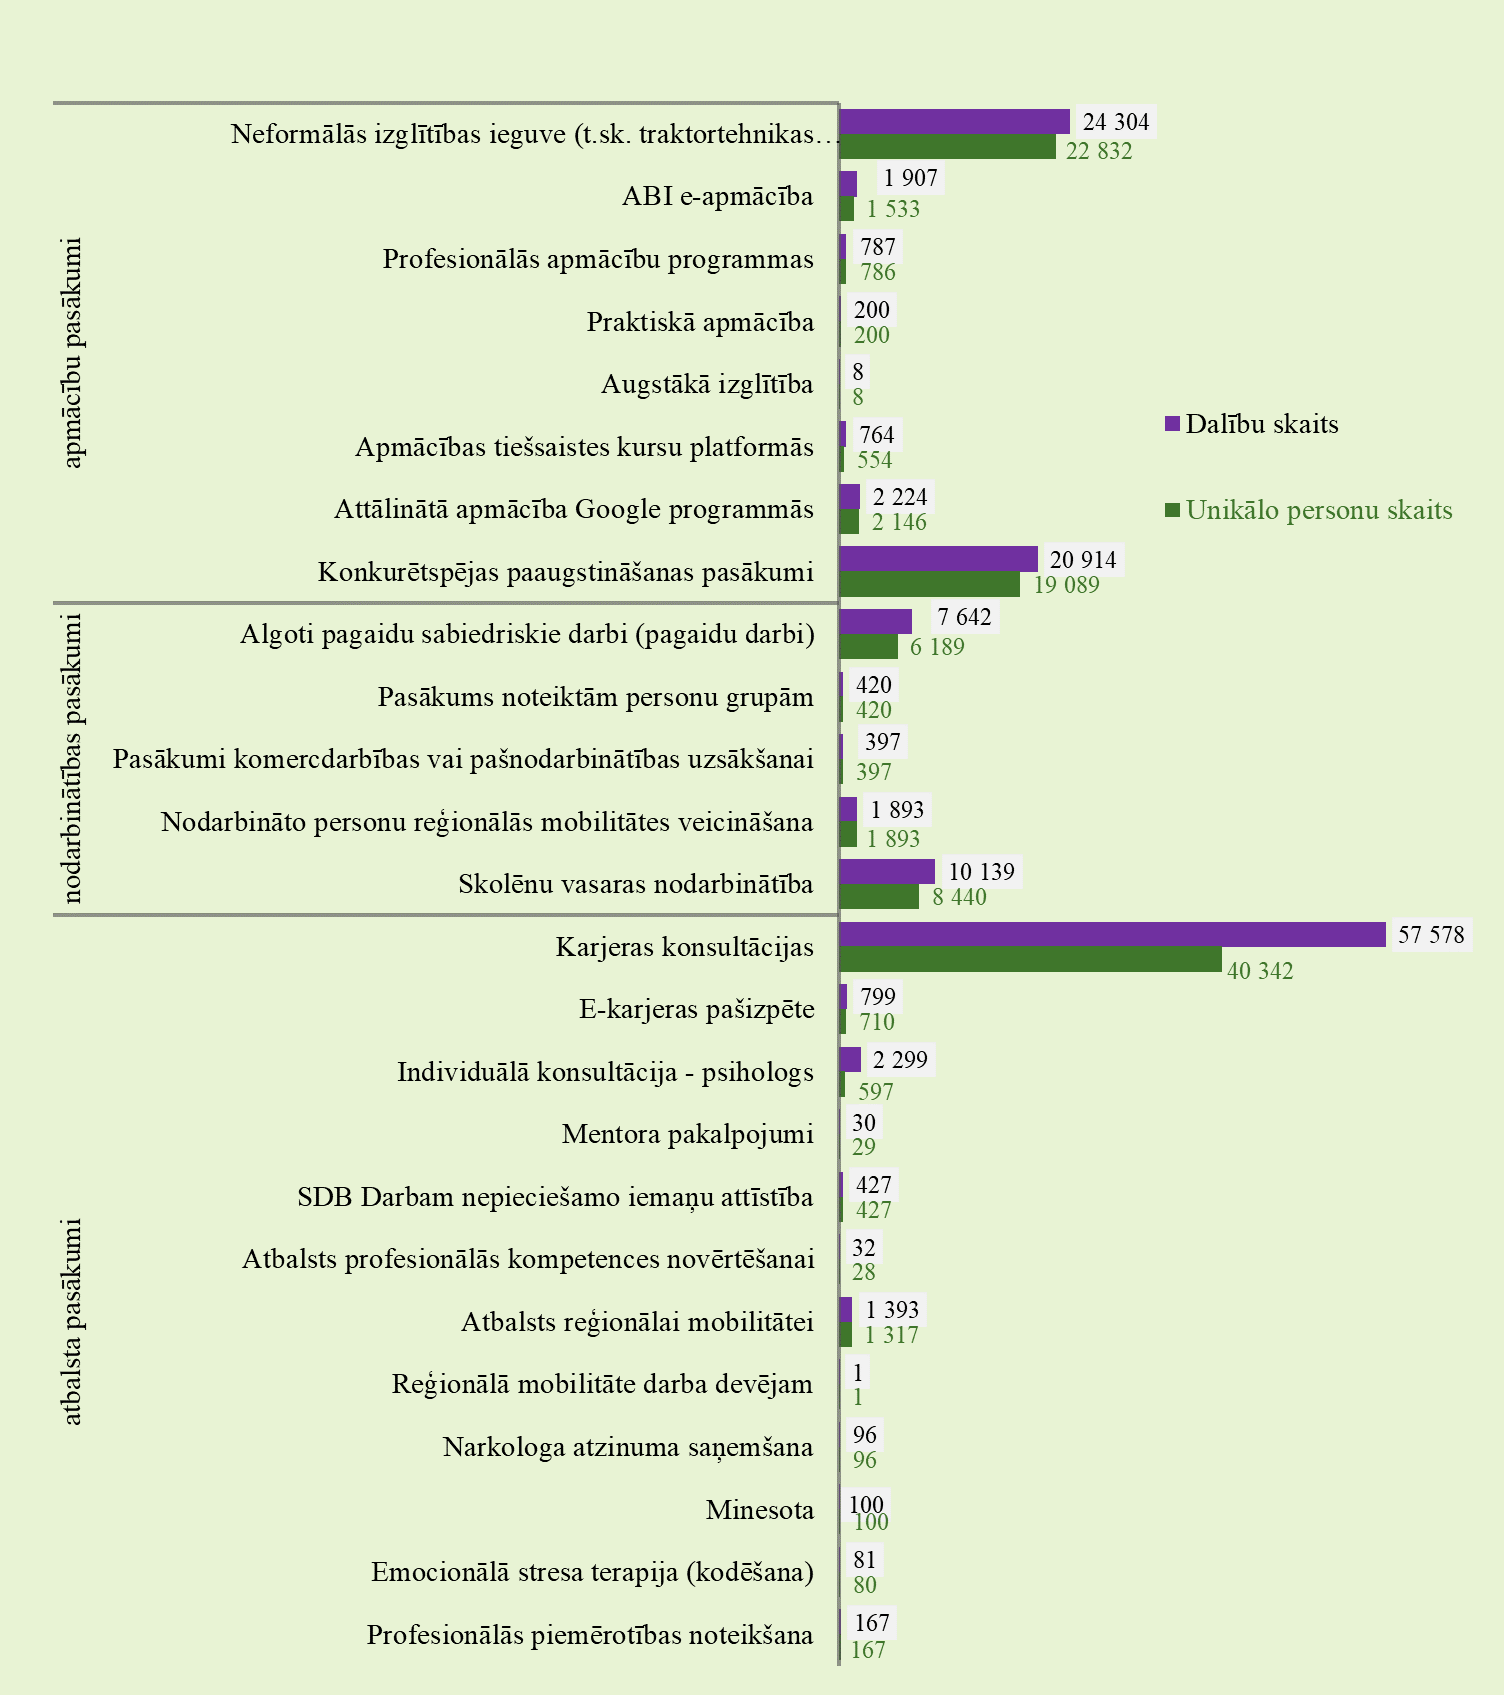 apmācību pasākumi
Neformālās izglītības ieguve (t.sk. traktortehnikas…
24 304
22 832
ABI e-apmācība
1 907
1 533
Profesionālās apmācību programmas
787
786
Praktiskā apmācība
200
200
Augstākā izglītība
8
8
Apmācības tiešsaistes kursu platformās
764
554
Attālinātā apmācība Google programmās
2 224
2 146
Konkurētspējas paaugstināšanas pasākumi
20 914
19 089
nodarbinātības pasākumi
Algoti pagaidu sabiedriskie darbi (pagaidu darbi)
7 642
6 189
Pasākums noteiktām personu grupām
420
420
Pasākumi komercdarbības vai pašnodarbinātības uzsākšanai
397
397
Nodarbināto personu reģionālās mobilitātes veicināšana
1 893
1 893
Skolēnu vasaras nodarbinātība
10 139
8 440
atbalsta pasākumi
Karjeras konsultācijas
57 578
40 342
E-karjeras pašizpēte
799
710
Individuālā konsultācija - psihologs
2 299
597
Mentora pakalpojumi
30
29
SDB Darbam nepieciešamo iemaņu attīstība
427
427
Atbalsts profesionālās kompetences novērtēšanai
32
28
Atbalsts reģionālai mobilitātei
1 393
1 317
Reģionālā mobilitāte darba devējam
1
1
Narkologa atzinuma saņemšana
96
96
Minesota
100
100
Emocionālā stresa terapija (kodēšana)
81
80
Profesionālās piemērotības noteikšana
167
167
Dalību skaits
Unikālo personu skaits